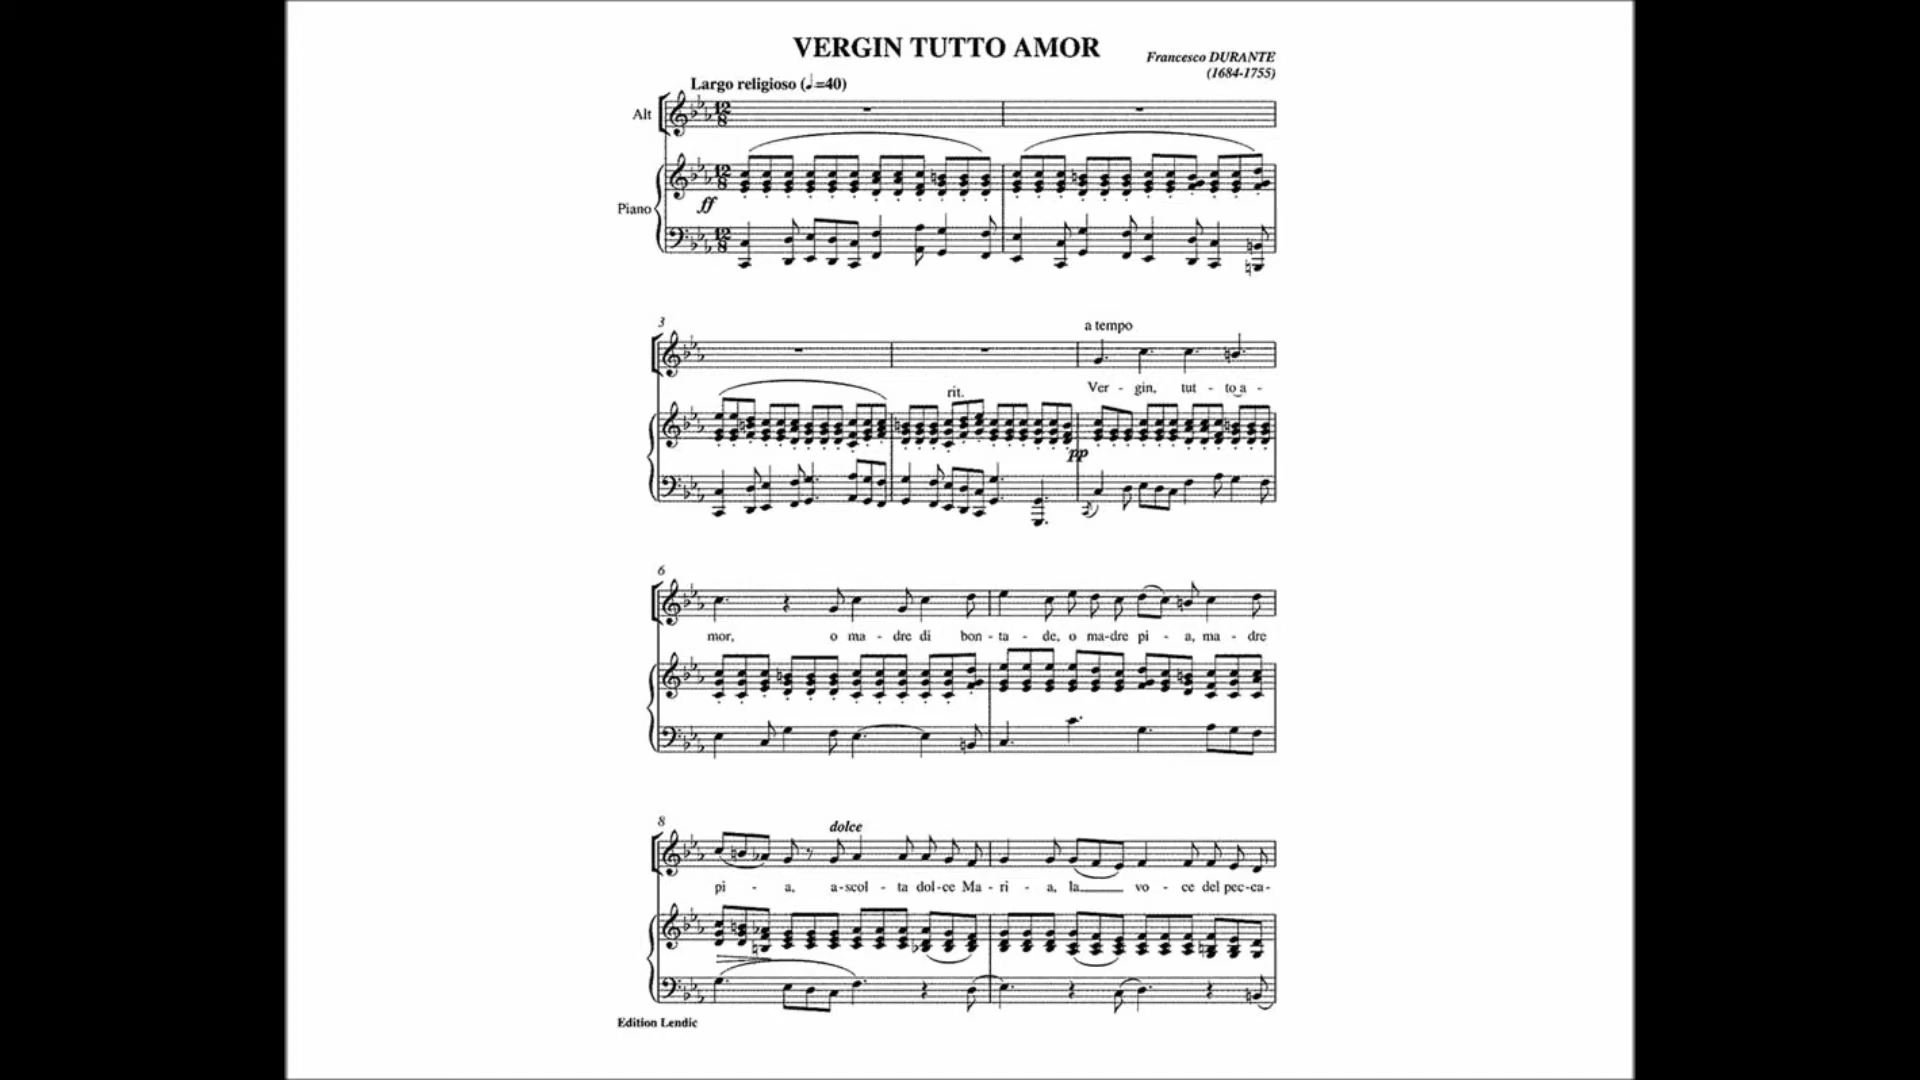 VERGIN TUTTO AMOR
Francesco DURANTE
(1684-1755)
Largo religioso (♩=40)
Alt
Piano
ff
3
a tempo
rit.
Ver - gin, tut - to a -
pp
6
mor, o ma - dre di bon - ta - de, o ma-dre pi - a, ma - dre
8
dolce
pi - a, a-scol - ta dol-ce Ma - ri - a, la vo - ce del pec-ca-
Edition Lendic